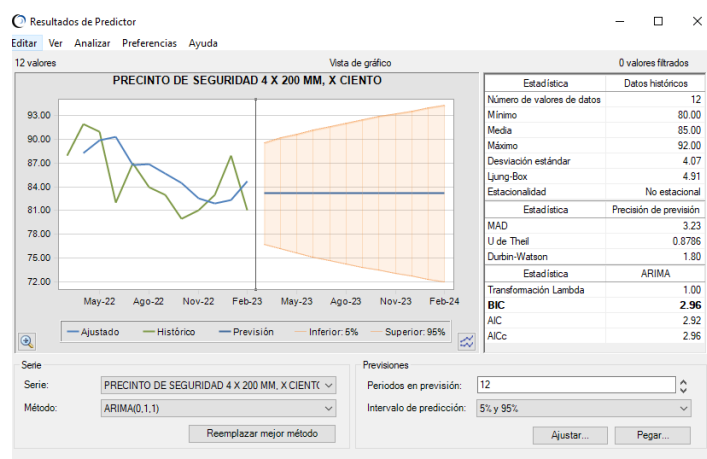 Resultados de Predictor
Editar Ver Analizar Preferencias Ayuda
12 valores Vista de gráfico 0 valores filtrados
PRECINTO DE SEGURIDAD 4 X 200 MM, X CIENTO
93.00
90.00
87.00
84.00
81.00
78.00
75.00
72.00
May-22 Ago-22 Nov-22 Feb-23 May-23 Ago-23 Nov-23 Feb-24
Ajustado Histórico Previsión Inferior: 5% Superior: 95%
Estadística Datos históricos
Número de valores de datos 12
Mínimo 80.00
Media 85.00
Máximo 92.00
Desviación estándar 4.07
Ljung-Box 4.91
Estacionalidad No estacional
Estadística Precisión de previsión
MAD 3.23
U de Theil 0.8786
Durbin-Watson 1.80
Estadística ARIMA
Transformación Lambda 1.00
BIC 2.96
AIC 2.92
AICc 2.96
Serie
Serie: PRECINTO DE SEGURIDAD 4 X 200 MM, X CIENT
Método: ARIMA(0,1,1)
Reemplazar mejor método
Previsiones
Periodos en previsión: 12
Intervalo de predicción: 5% y 95%
Ajustar... Pegar...